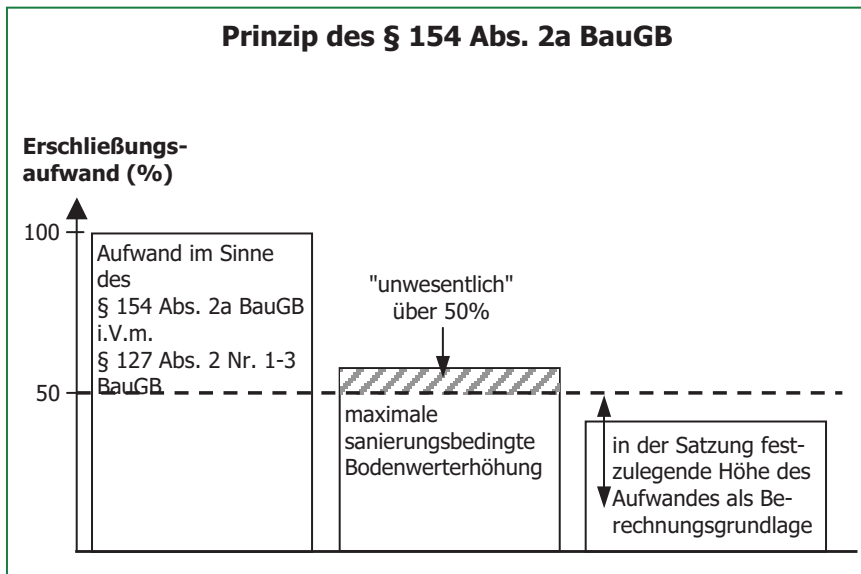 Prinzip des § 154 Abs. 2a BauGB
Erschließungs-
aufwand (%)
100
Aufwand im Sinne
des
§ 154 Abs. 2a BauGB
i.V.m.
§ 127 Abs. 2 Nr. 1-3
BauGB
"unwesentlich"
über 50%
50
maximale
sanierungsbedingte
Bodenwerterhöhung
in der Satzung fest-
zulegende Höhe des
Aufwandes als Be-
rechnungsgrundlage